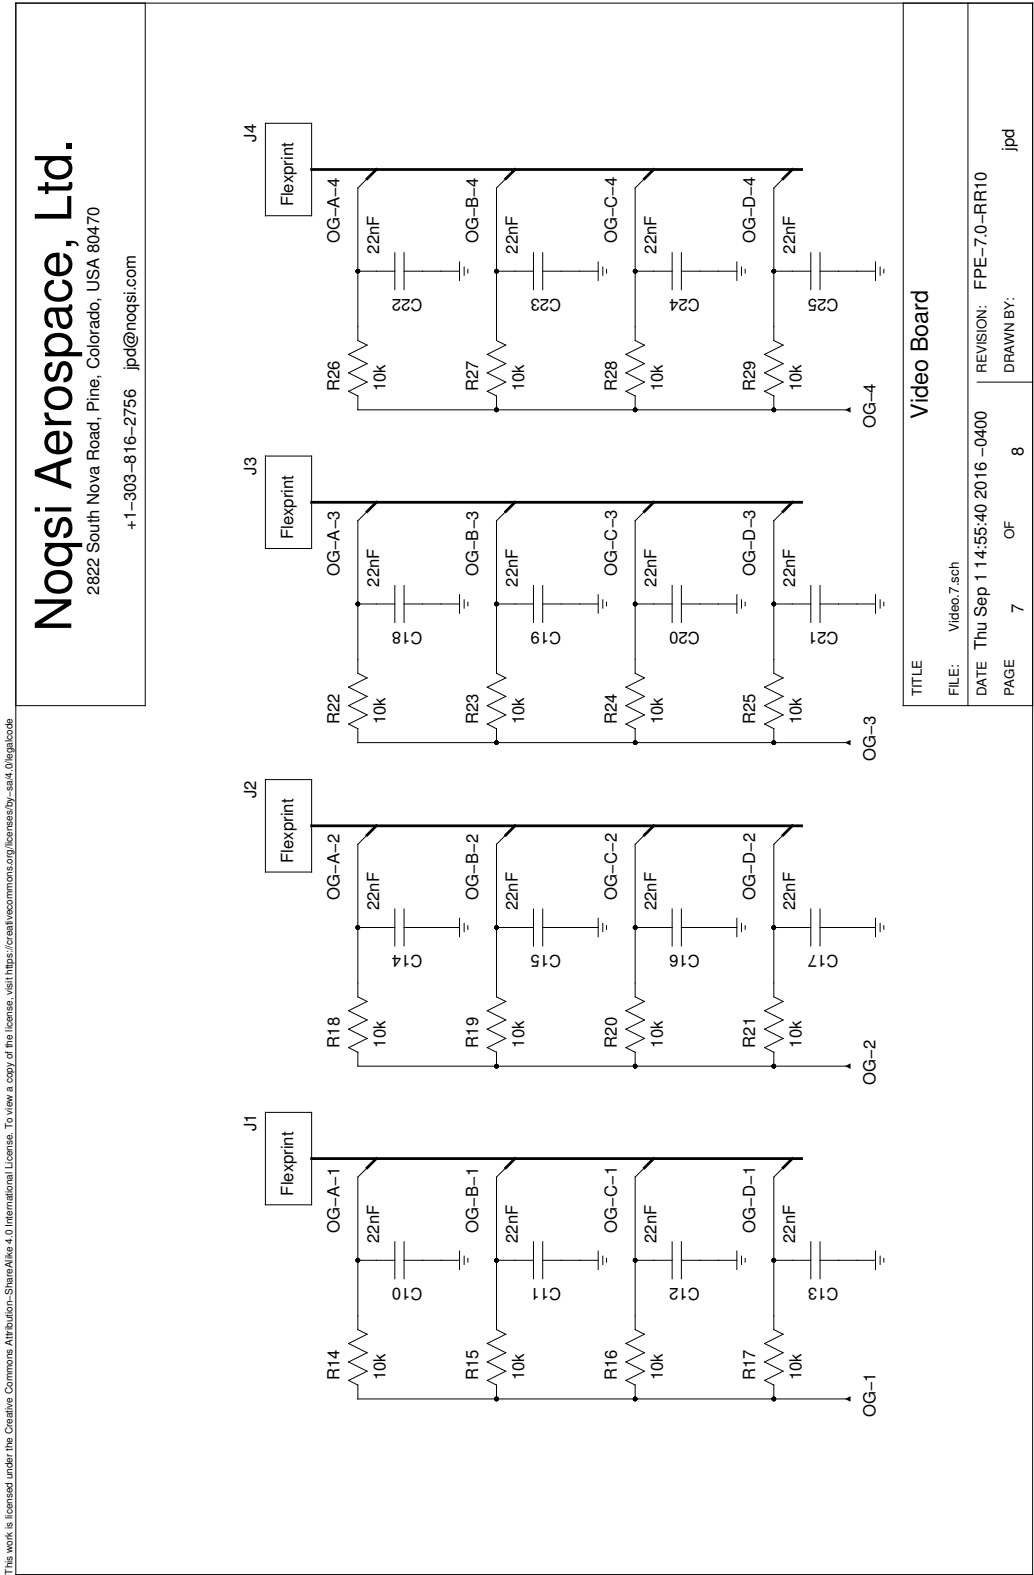 This work is licensed under the Creative Commons Attribution−ShareAlike 4.0 International License. To view a copy of the license, visit https://creativecommons.org/licenses/by−sa/4.0/legalcode
Noqsi Aerospace, Ltd.
2822 South Nova Road, Pine, Colorado, USA 80470
+1−303−816−2756 jpd@noqsi.com
J1
Flexprint
OG−A−1
22nF
C10
R14
10k
OG−B−1
22nF
C11
R15
10k
OG−C−1
22nF
C12
R16
10k
OG−D−1
22nF
C13
R17
10k
OG−1
J2
Flexprint
OG−A−2
22nF
C14
R18
10k
OG−B−2
22nF
C15
R19
10k
OG−C−2
22nF
C16
R20
10k
OG−D−2
22nF
C17
R21
10k
OG−2
J3
Flexprint
OG−A−3
22nF
C18
R22
10k
OG−B−3
22nF
C19
R23
10k
OG−C−3
22nF
C20
R24
10k
OG−D−3
22nF
C21
R25
10k
OG−3
J4
Flexprint
OG−A−4
22nF
C22
R26
10k
OG−B−4
22nF
C23
R27
10k
OG−C−4
22nF
C24
R28
10k
OG−D−4
22nF
C25
R29
10k
OG−4
TITLE
Video Board
FILE: Video.7.sch
DATE Thu Sep 1 14:55:40 2016 −0400
REVISION: FPE−7.0−RR10
PAGE 7 OF 8
DRAWN BY: jpd